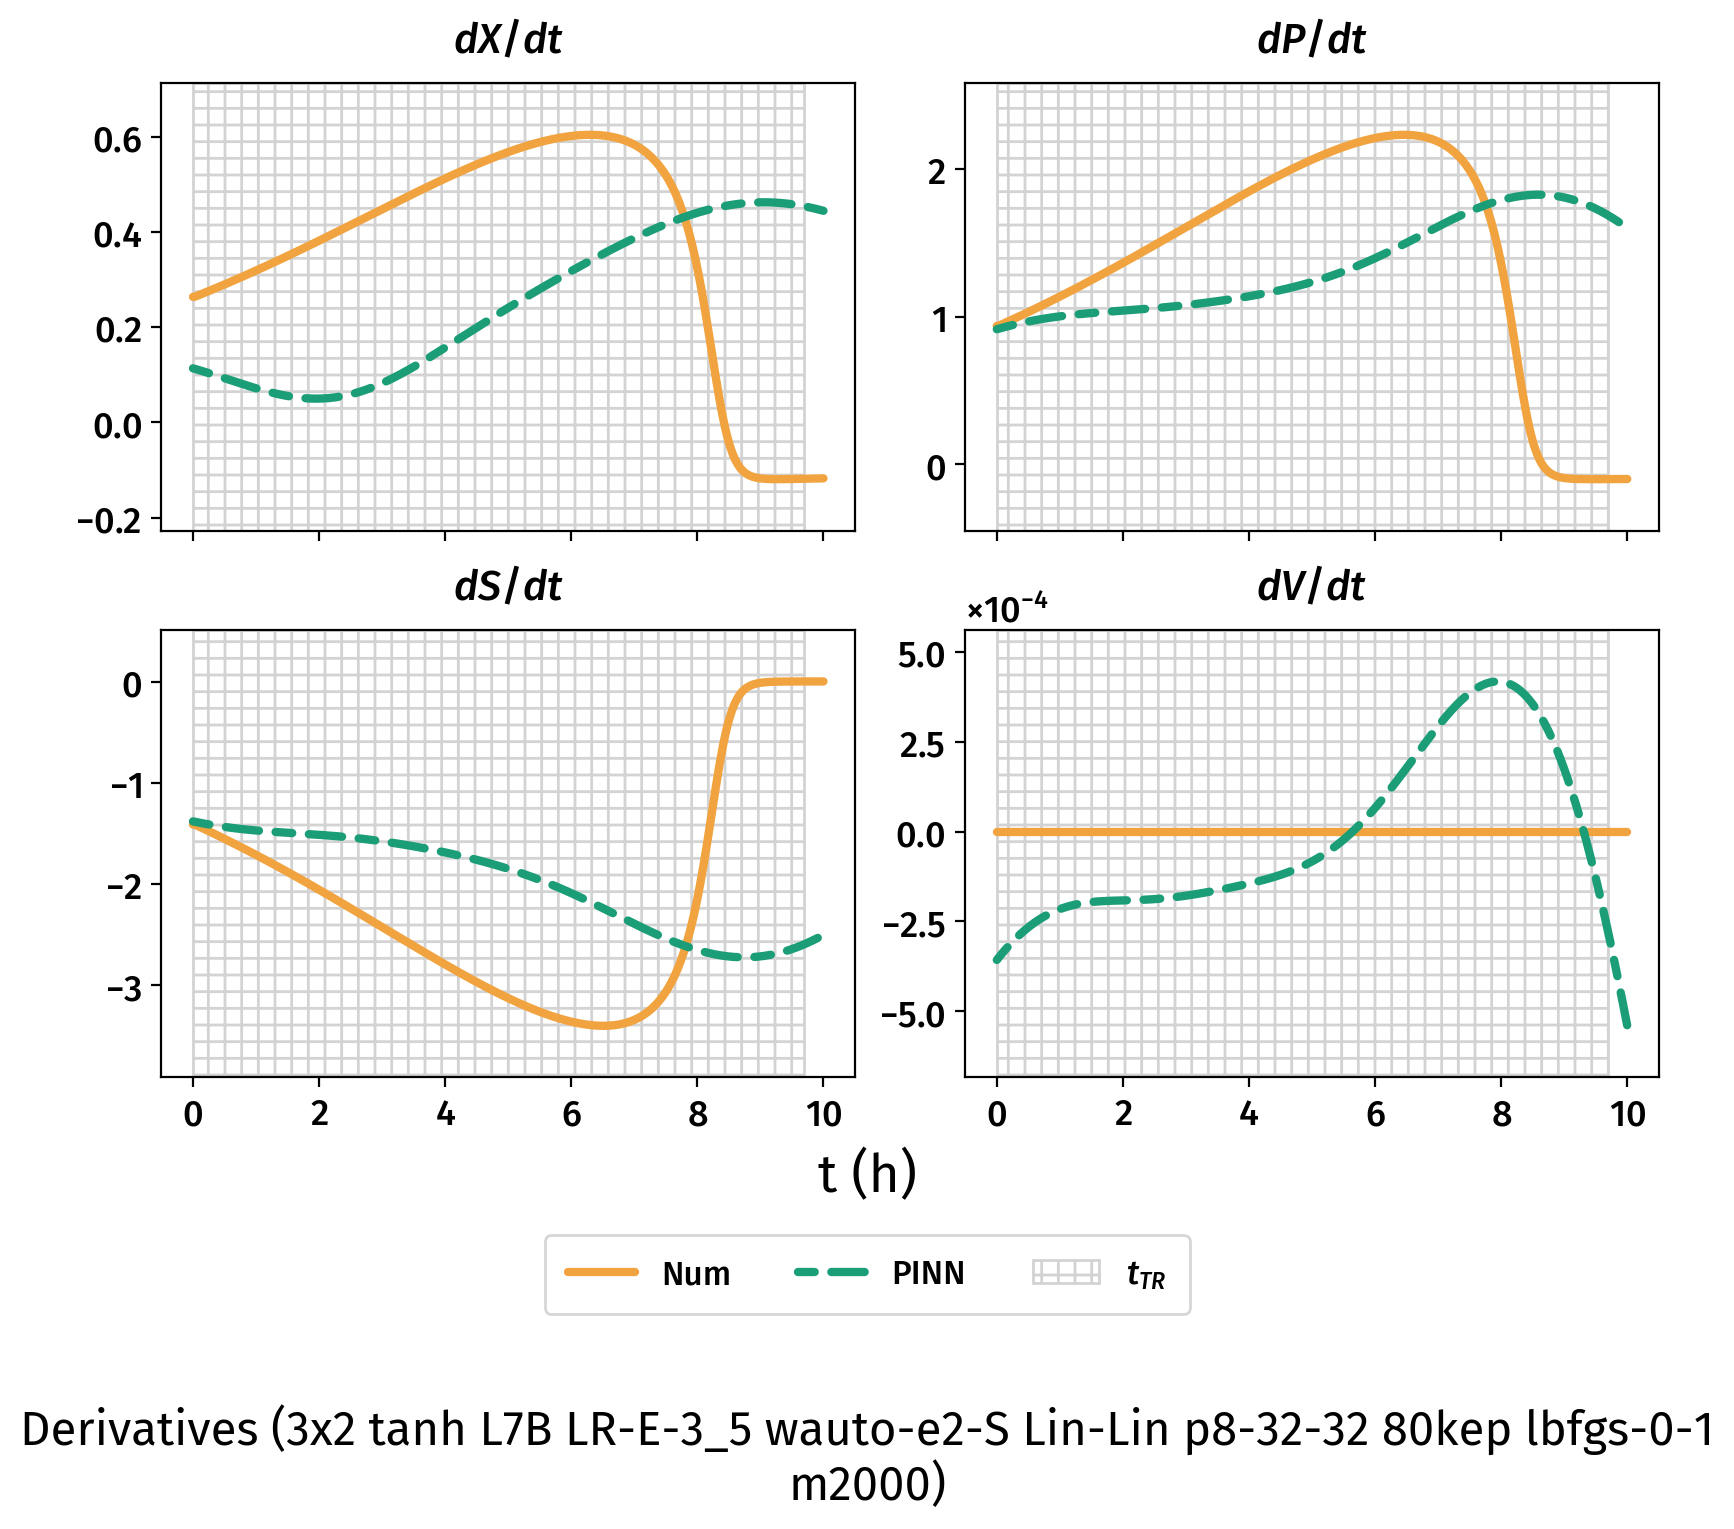 dX/dt
dP/dt
0.6
0.4
0.2
0.0
−0.2
2
1
0
dS/dt
dV/dt
×10⁻⁴
0
−1
−2
−3
5.0
2.5
0.0
−2.5
−5.0
0 2 4 6 8 10
0 2 4 6 8 10
t (h)
Num PINN t_TR
Derivatives (3x2 tanh L7B LR-E-3_5 wauto-e2-S Lin-Lin p8-32-32 80kep lbfgs-0-1
m2000)